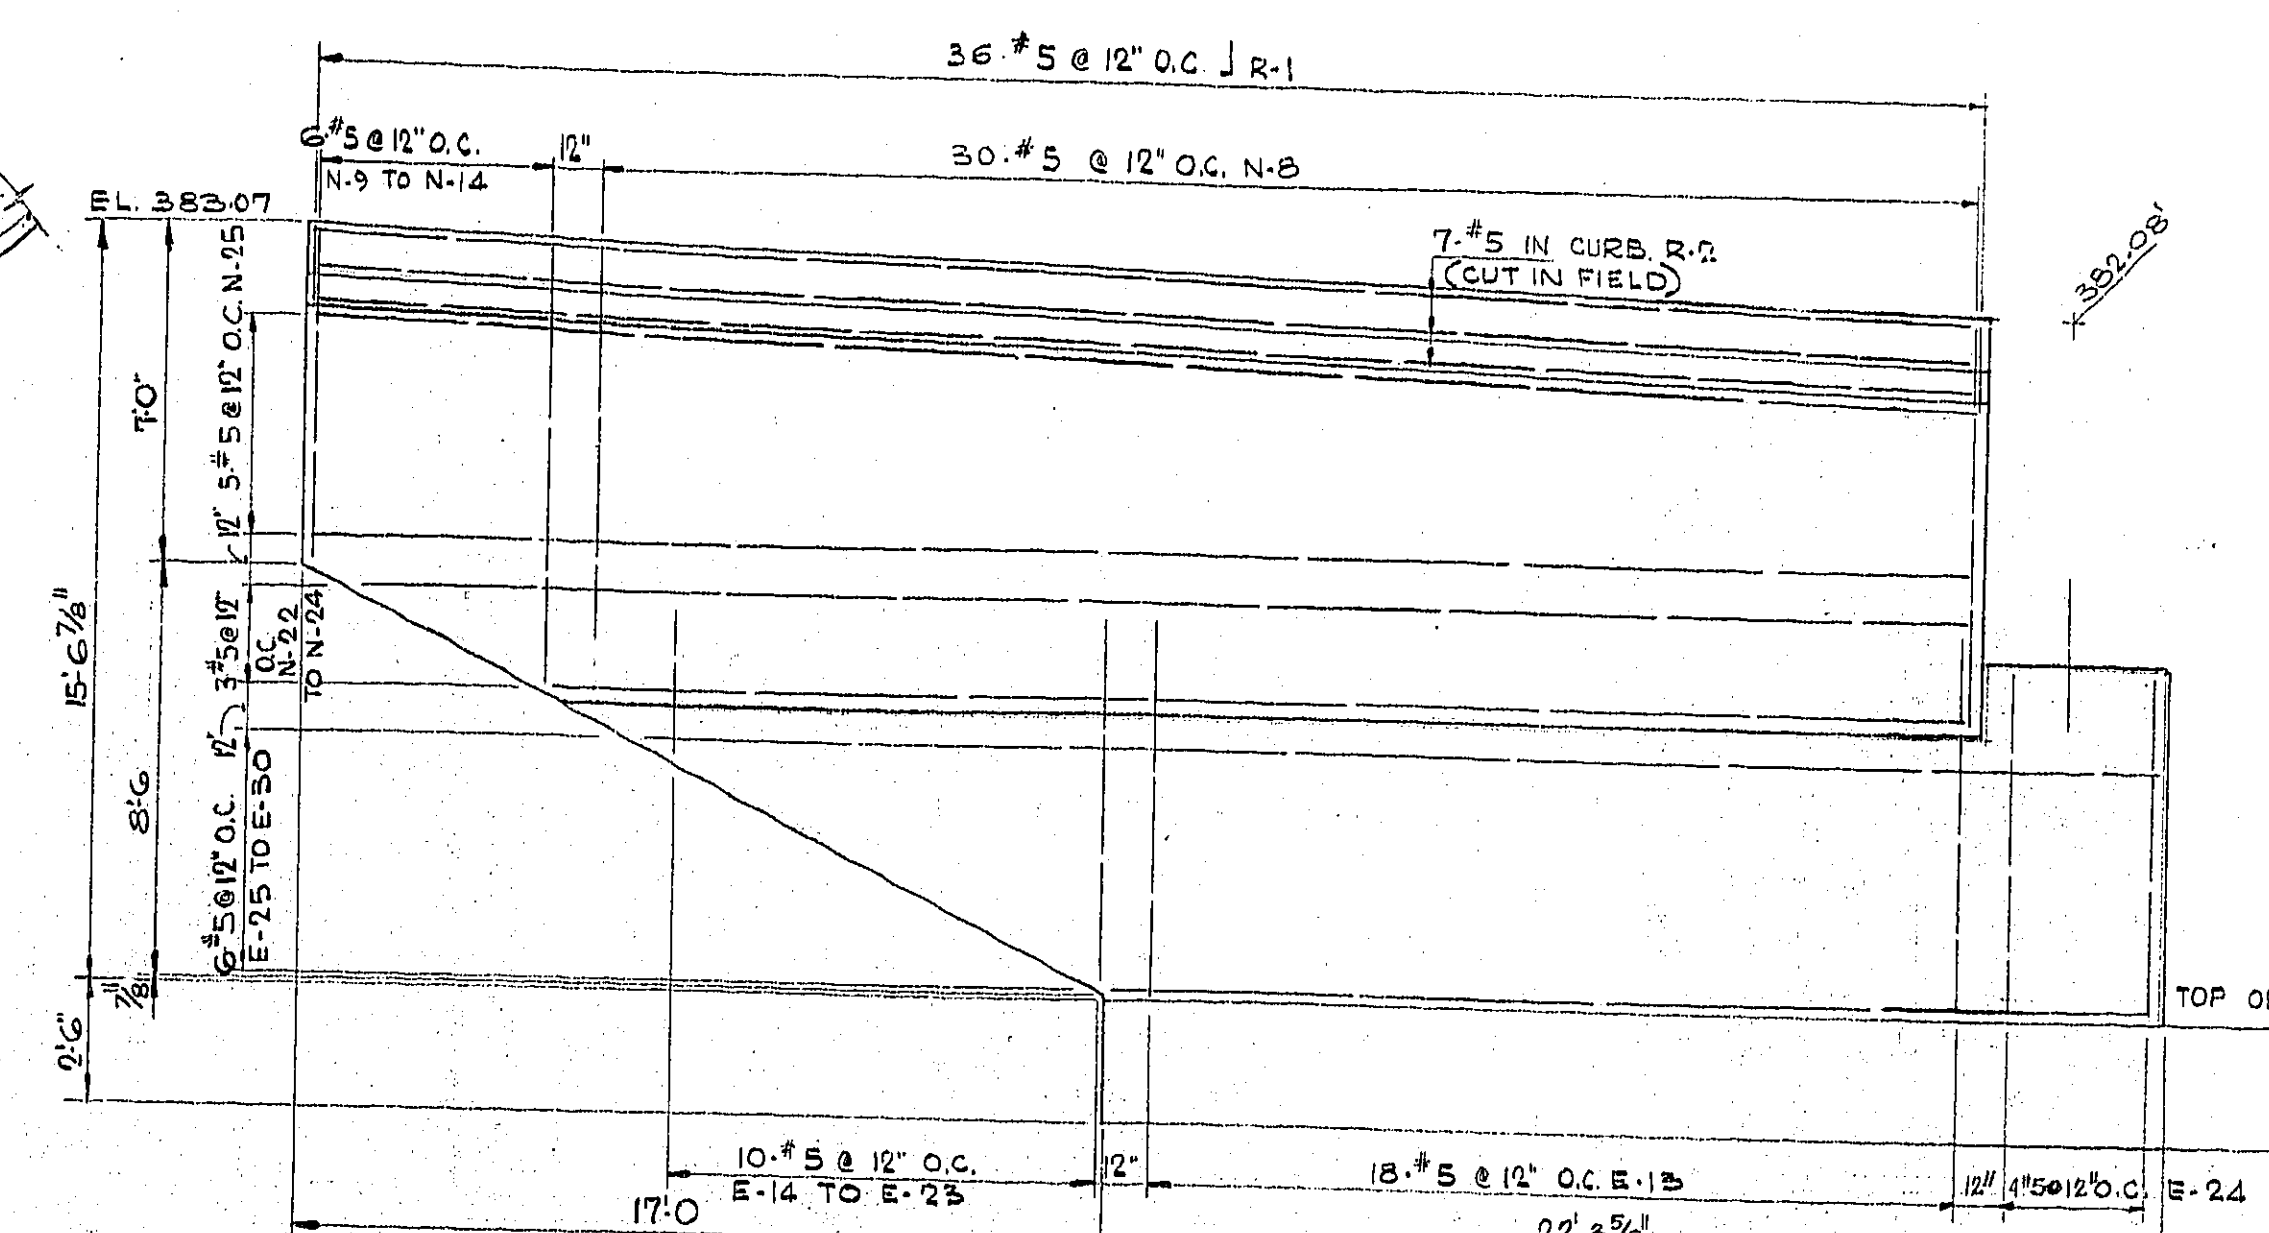 36-#5 @ 12" O.C. R-1
6-#5 @ 12" O.C.
12"
30-#5 @ 12" O.C. N-8
N-9 TO N-14
EL. 383.07
7-#5 IN CURB. R-2
(CUT IN FIELD)
382.08'
5-#5 @ 12" O.C. N-25
12"
7'-0"
3-#5 @ 12"
O.C.
N-22
TO N-24
15'-6 7/8"
12"
8'-6
6-#5 @ 12" O.C.
E-25 TO E-30
7/8"
2'-6"
TOP
10-#5 @ 12" O.C.
E-14 TO E-23
12"
18-#5 @ 12" O.C. E-13
12"
4-#5 @ 12" O.C. E-24
17'-0